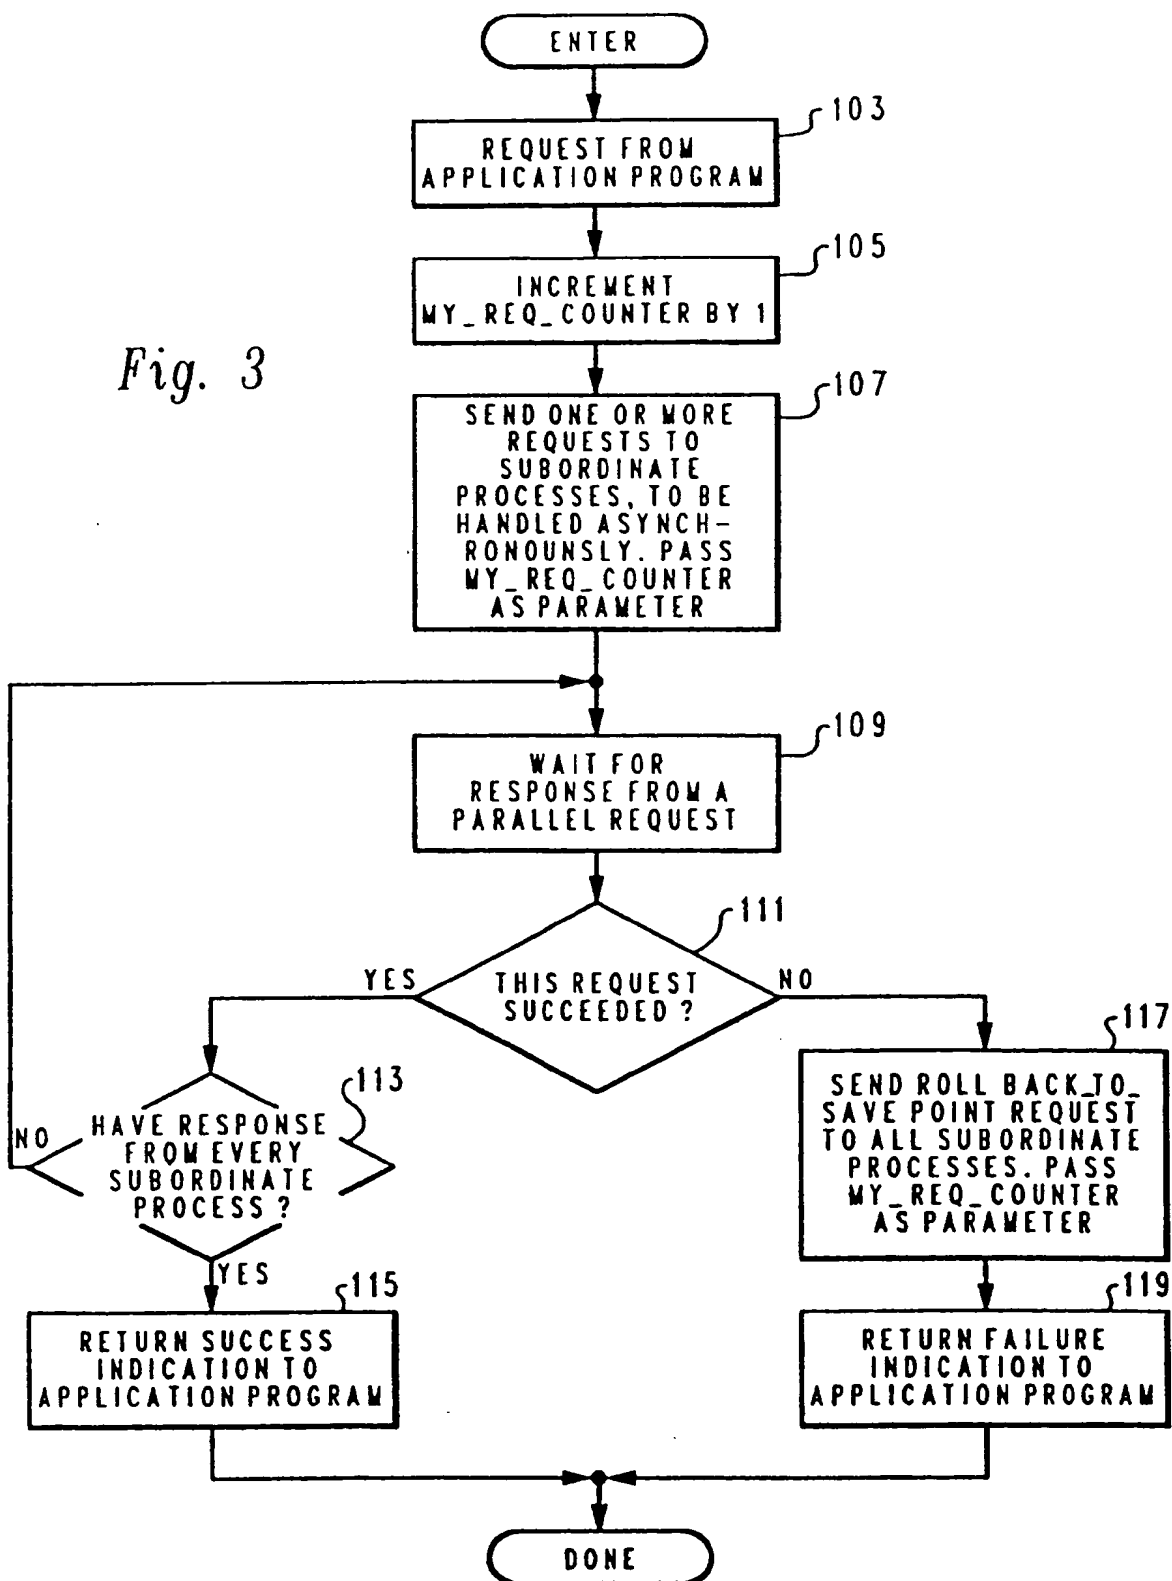 ENTER
103
REQUEST FROM
APPLICATION PROGRAM
105
INCREMENT
MY_REQ_COUNTER BY 1
Fig. 3
107
SEND ONE OR MORE
REQUESTS TO
SUBORDINATE
PROCESSES, TO BE
HANDLED ASYNCH-
RONOUNSLY. PASS
MY_REQ_COUNTER
AS PARAMETER
109
WAIT FOR
RESPONSE FROM A
PARALLEL REQUEST
111
YES
THIS REQUEST
SUCCEEDED ?
NO
117
SEND ROLL BACK_TO_
SAVE POINT REQUEST
TO ALL SUBORDINATE
PROCESSES. PASS
MY_REQ_COUNTER
AS PARAMETER
113
NO
HAVE RESPONSE
FROM EVERY
SUBORDINATE
PROCESS ?
YES
115
RETURN SUCCESS
INDICATION TO
APPLICATION PROGRAM
119
RETURN FAILURE
INDICATION TO
APPLICATION PROGRAM
DONE